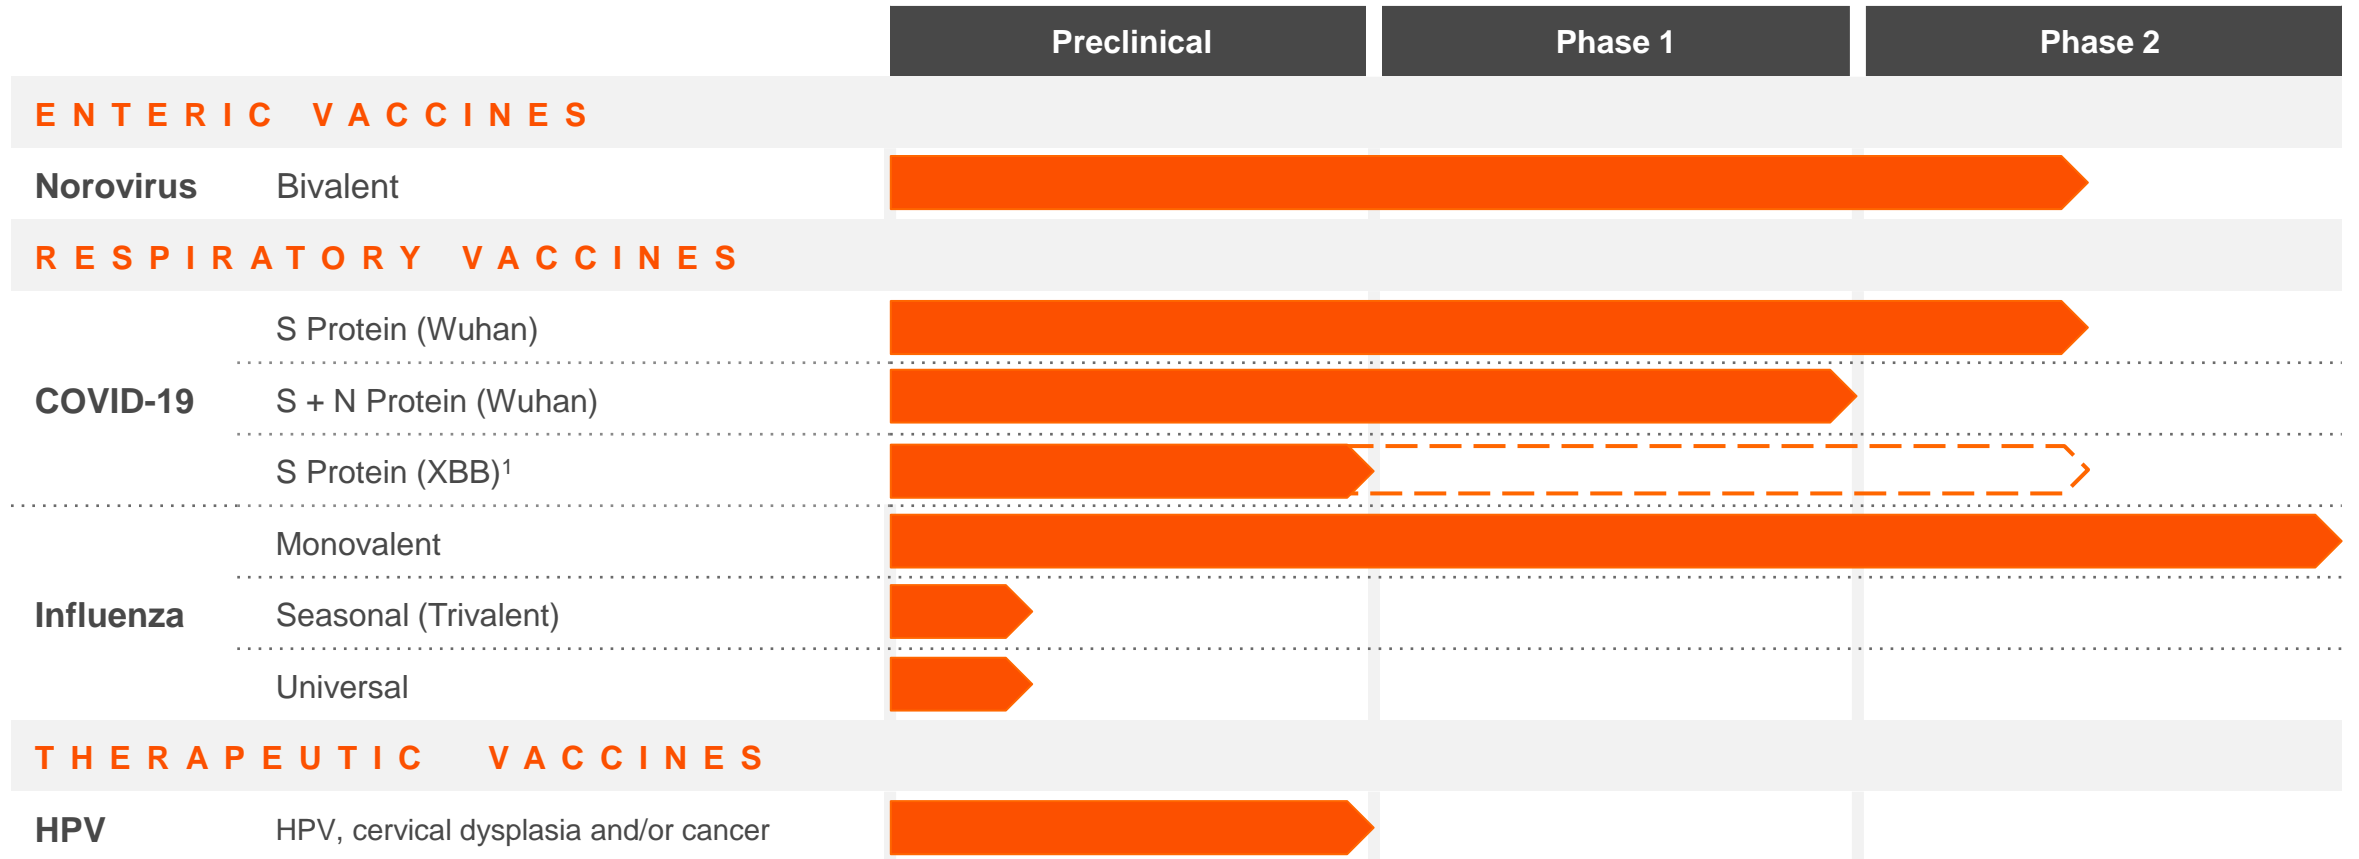 Preclinical Phase 1 Phase 2
ENTERIC VACCINES
Norovirus Bivalent
RESPIRATORY VACCINES
S Protein (Wuhan)
COVID-19 S + N Protein (Wuhan)
S Protein (XBB)¹
Monovalent
Influenza Seasonal (Trivalent)
Universal
THERAPEUTIC VACCINES
HPV HPV, cervical dysplasia and/or cancer